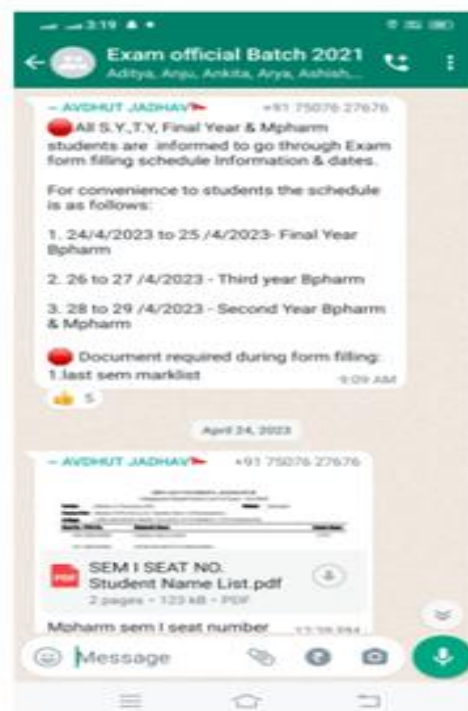 3:19
Exam official Batch 2021
Aditya, Anju, Ankita, Arya, Ashish,...
~ AVDHUT JADHAV +91 75076 27676
🔴All S.Y.,T.Y, Final Year & Mpharm
students are informed to go through Exam
form filling schedule Information & dates.
For convenience to students the schedule
is as follows:
1. 24/4/2023 to 25 /4/2023- Final Year
Bpharm
2. 26 to 27 /4/2023 - Third year Bpharm
3. 28 to 29 /4/2023 - Second Year Bpharm
& Mpharm
🔴 Document required during form filling:
1.last sem marklist
9:09 AM
👍 5
April 24, 2023
~ AVDHUT JADHAV +91 75076 27676
PDF
SEM I SEAT NO.
Student Name List.pdf
2 pages • 123 kB • PDF
Mpharm sem I seat number
Message